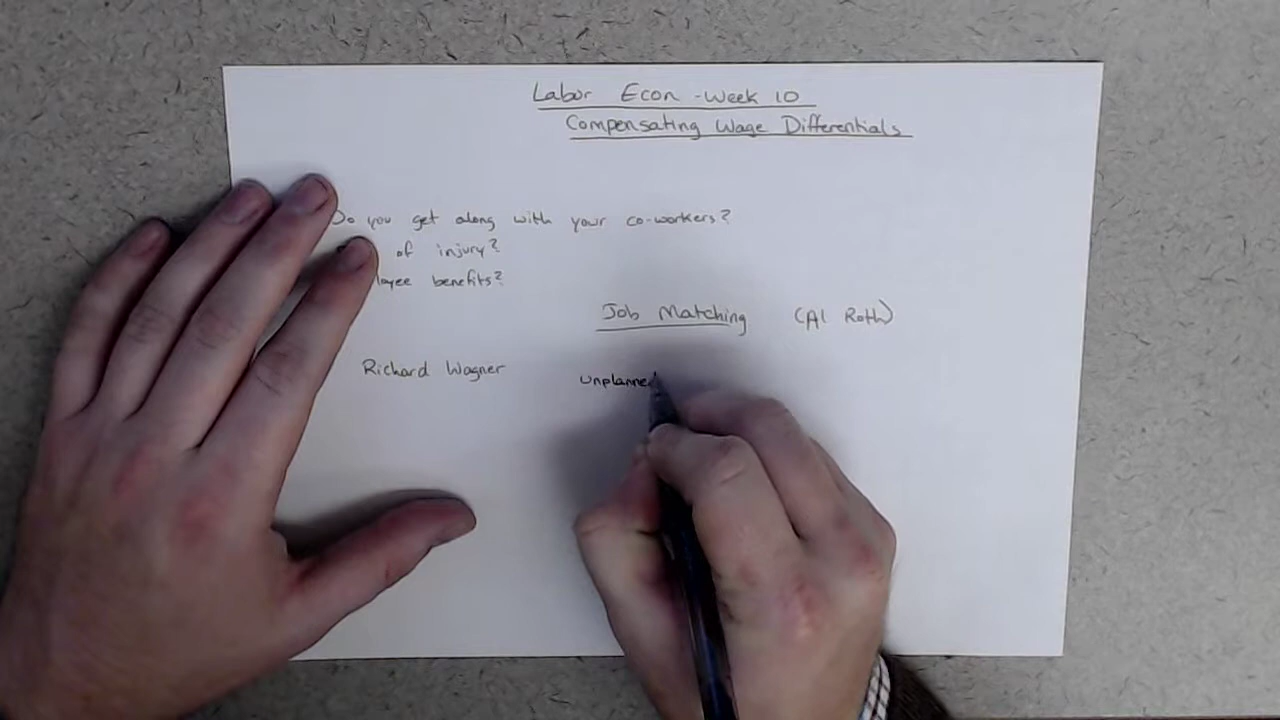 Labor Econ - Week 10
Compensating Wage Differentials
Do you get along with your co-workers?
of injury?
benefits?
Job Matching (Al Roth)
Richard Wagner unplanne